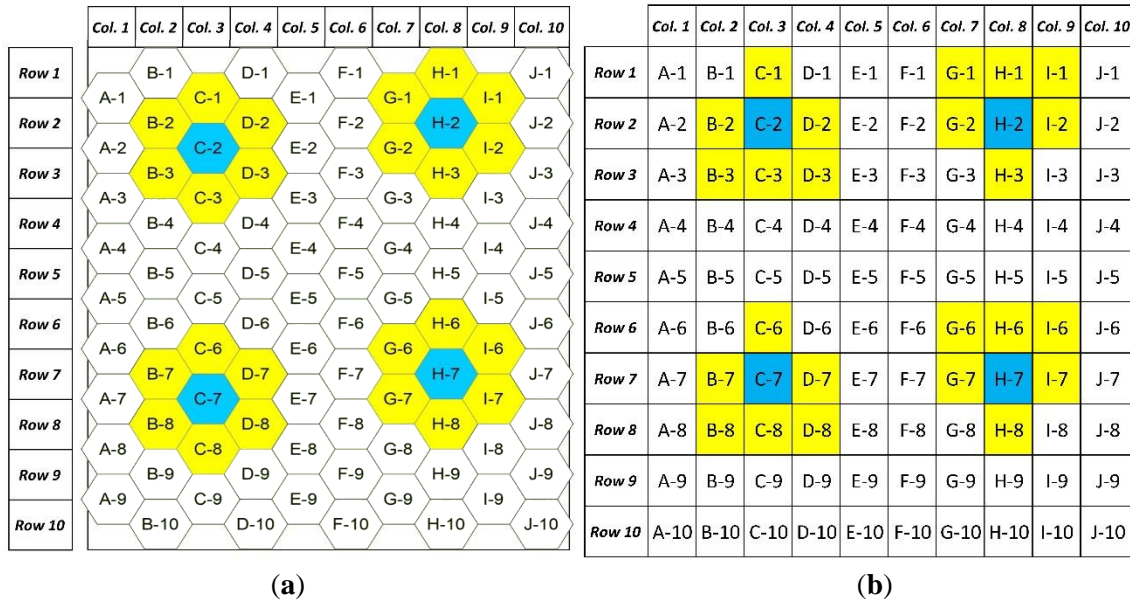 Col. 1 Col. 2 Col. 3 Col. 4 Col. 5 Col. 6 Col. 7 Col. 8 Col. 9 Col. 10
Row 1 B-1 D-1 F-1 H-1 J-1
A-1 C-1 E-1 G-1 I-1
Row 2 B-2 D-2 F-2 H-2 J-2
A-2 C-2 E-2 G-2 I-2
Row 3 B-3 D-3 F-3 H-3 J-3
A-3 C-3 E-3 G-3 I-3
Row 4 B-4 D-4 F-4 H-4 J-4
A-4 C-4 E-4 G-4 I-4
Row 5 B-5 D-5 F-5 H-5 J-5
A-5 C-5 E-5 G-5 I-5
Row 6 B-6 D-6 F-6 H-6 J-6
A-6 C-6 E-6 G-6 I-6
Row 7 B-7 D-7 F-7 H-7 J-7
A-7 C-7 E-7 G-7 I-7
Row 8 B-8 D-8 F-8 H-8 J-8
A-8 C-8 E-8 G-8 I-8
Row 9 B-9 D-9 F-9 H-9 J-9
A-9 C-9 E-9 G-9 I-9
Row 10 B-10 D-10 F-10 H-10 J-10
(a)
Col. 1 Col. 2 Col. 3 Col. 4 Col. 5 Col. 6 Col. 7 Col. 8 Col. 9 Col. 10
Row 1 A-1 B-1 C-1 D-1 E-1 F-1 G-1 H-1 I-1 J-1
Row 2 A-2 B-2 C-2 D-2 E-2 F-2 G-2 H-2 I-2 J-2
Row 3 A-3 B-3 C-3 D-3 E-3 F-3 G-3 H-3 I-3 J-3
Row 4 A-4 B-4 C-4 D-4 E-4 F-4 G-4 H-4 I-4 J-4
Row 5 A-5 B-5 C-5 D-5 E-5 F-5 G-5 H-5 I-5 J-5
Row 6 A-6 B-6 C-6 D-6 E-6 F-6 G-6 H-6 I-6 J-6
Row 7 A-7 B-7 C-7 D-7 E-7 F-7 G-7 H-7 I-7 J-7
Row 8 A-8 B-8 C-8 D-8 E-8 F-8 G-8 H-8 I-8 J-8
Row 9 A-9 B-9 C-9 D-9 E-9 F-9 G-9 H-9 I-9 J-9
Row 10 A-10 B-10 C-10 D-10 E-10 F-10 G-10 H-10 I-10 J-10
(b)